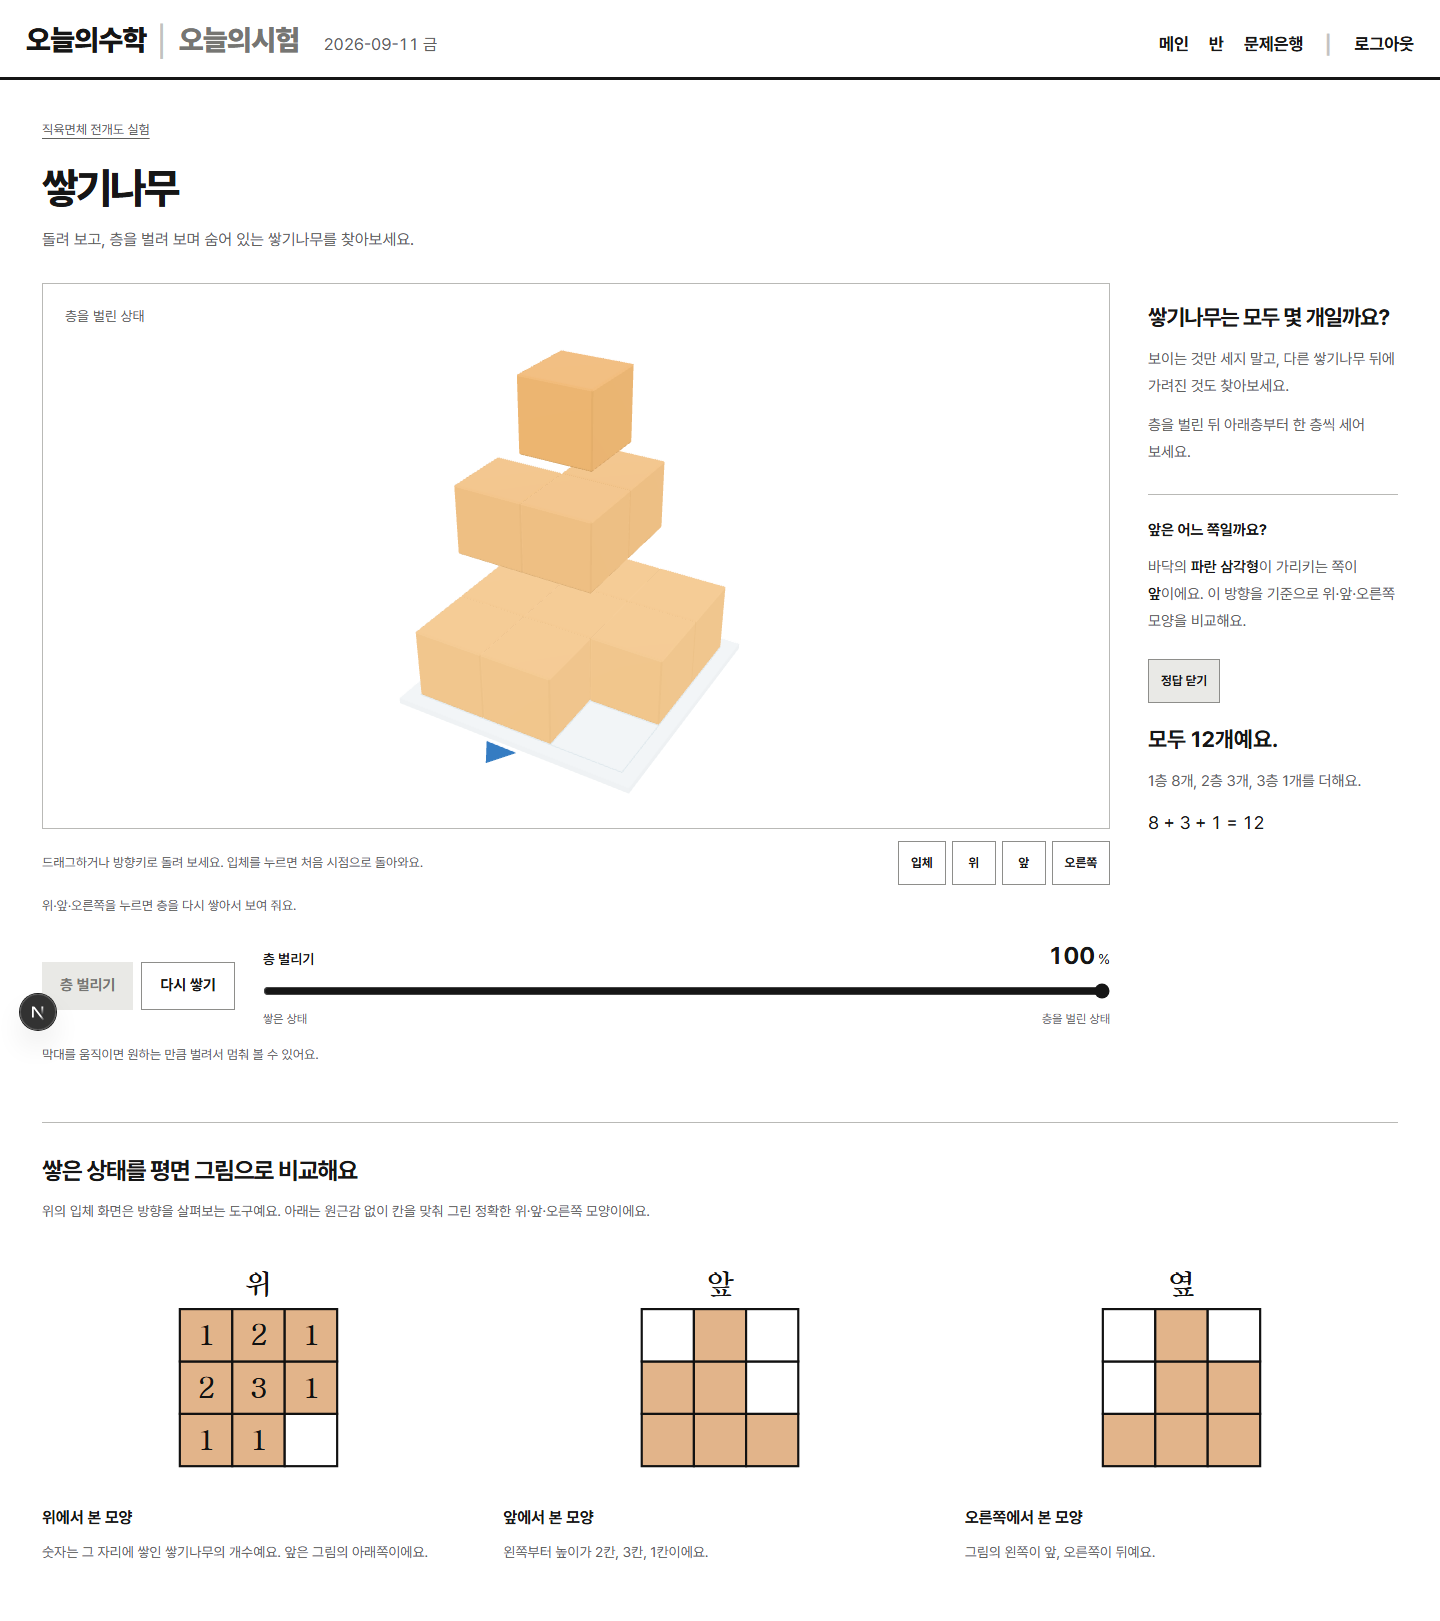 오늘의수학 | 오늘의시험 2026-09-11 금
메인 반 문제은행 | 로그아웃
직육면체 전개도 실험
쌓기나무
돌려 보고, 층을 벌려 보며 숨어 있는 쌓기나무를 찾아보세요.
층을 벌린 상태
쌓기나무는 모두 몇 개일까요?
보이는 것만 세지 말고, 다른 쌓기나무 뒤에
가려진 것도 찾아보세요.
층을 벌린 뒤 아래층부터 한 층씩 세어
보세요.
앞은 어느 쪽일까요?
바닥의 파란 삼각형이 가리키는 쪽이
앞이에요. 이 방향을 기준으로 위·앞·오른쪽
모양을 비교해요.
정답 닫기
모두 12개예요.
1층 8개, 2층 3개, 3층 1개를 더해요.
8 + 3 + 1 = 12
드래그하거나 방향키로 돌려 보세요. 입체를 누르면 처음 시점으로 돌아와요.
입체 위 앞 오른쪽
위·앞·오른쪽을 누르면 층을 다시 쌓아서 보여 줘요.
층 벌리기 다시 쌓기
층 벌리기 100 %
쌓은 상태 층을 벌린 상태
N
막대를 움직이면 원하는 만큼 벌려서 멈춰 볼 수 있어요.
쌓은 상태를 평면 그림으로 비교해요
위의 입체 화면은 방향을 살펴보는 도구예요. 아래는 원근감 없이 칸을 맞춰 그린 정확한 위·앞·오른쪽 모양이에요.
위
1 2 1
2 3 1
1 1
위에서 본 모양
숫자는 그 자리에 쌓인 쌓기나무의 개수예요. 앞은 그림의 아래쪽이에요.
앞
앞에서 본 모양
왼쪽부터 높이가 2칸, 3칸, 1칸이에요.
옆
오른쪽에서 본 모양
그림의 왼쪽이 앞, 오른쪽이 뒤예요.